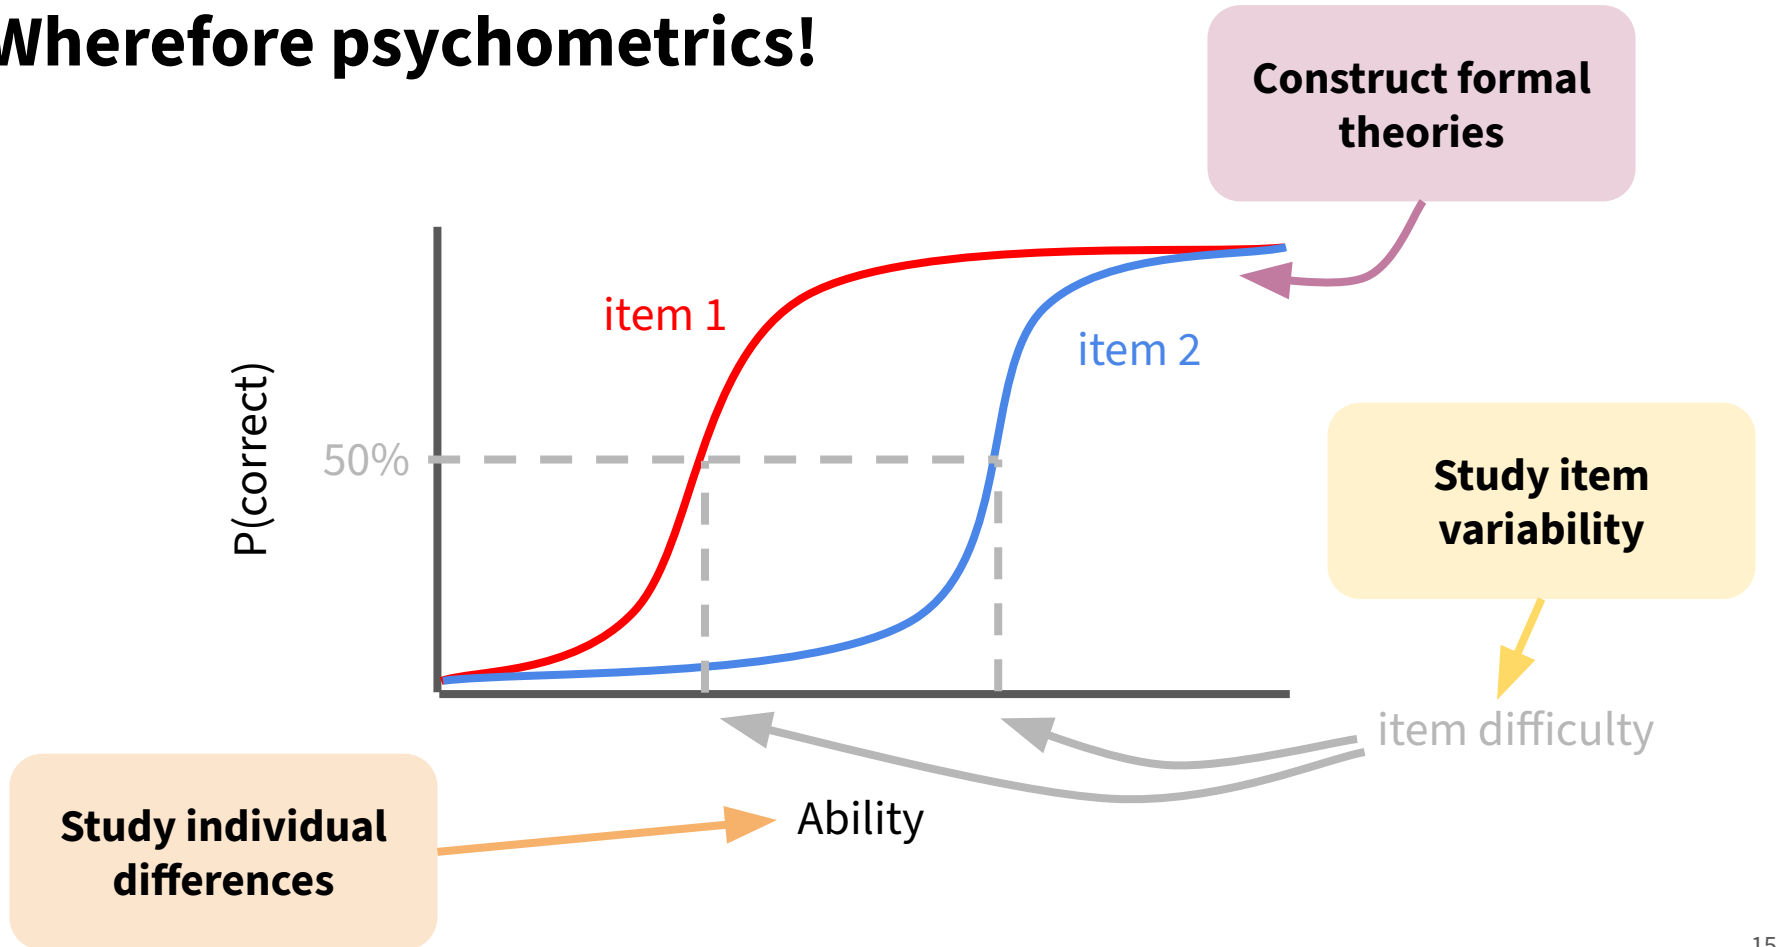 Wherefore psychometrics!
Construct formal
theories
item 1
item 2
P(correct)
50%
Study item
variability
item difficulty
Study individual
differences
Ability
15